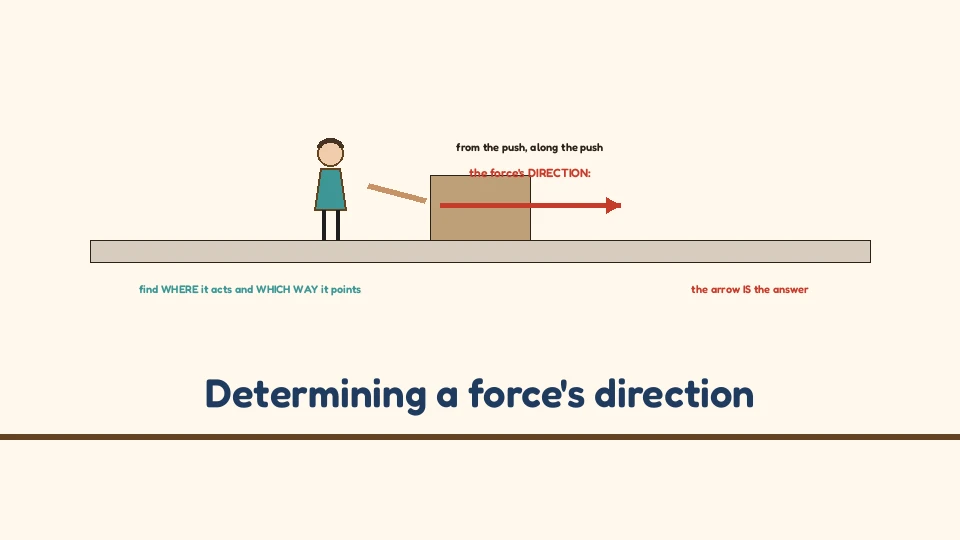 from the push, along the push
the force's DIRECTION:
find WHERE it acts and WHICH WAY it points
the arrow IS the answer
Determining a force's direction